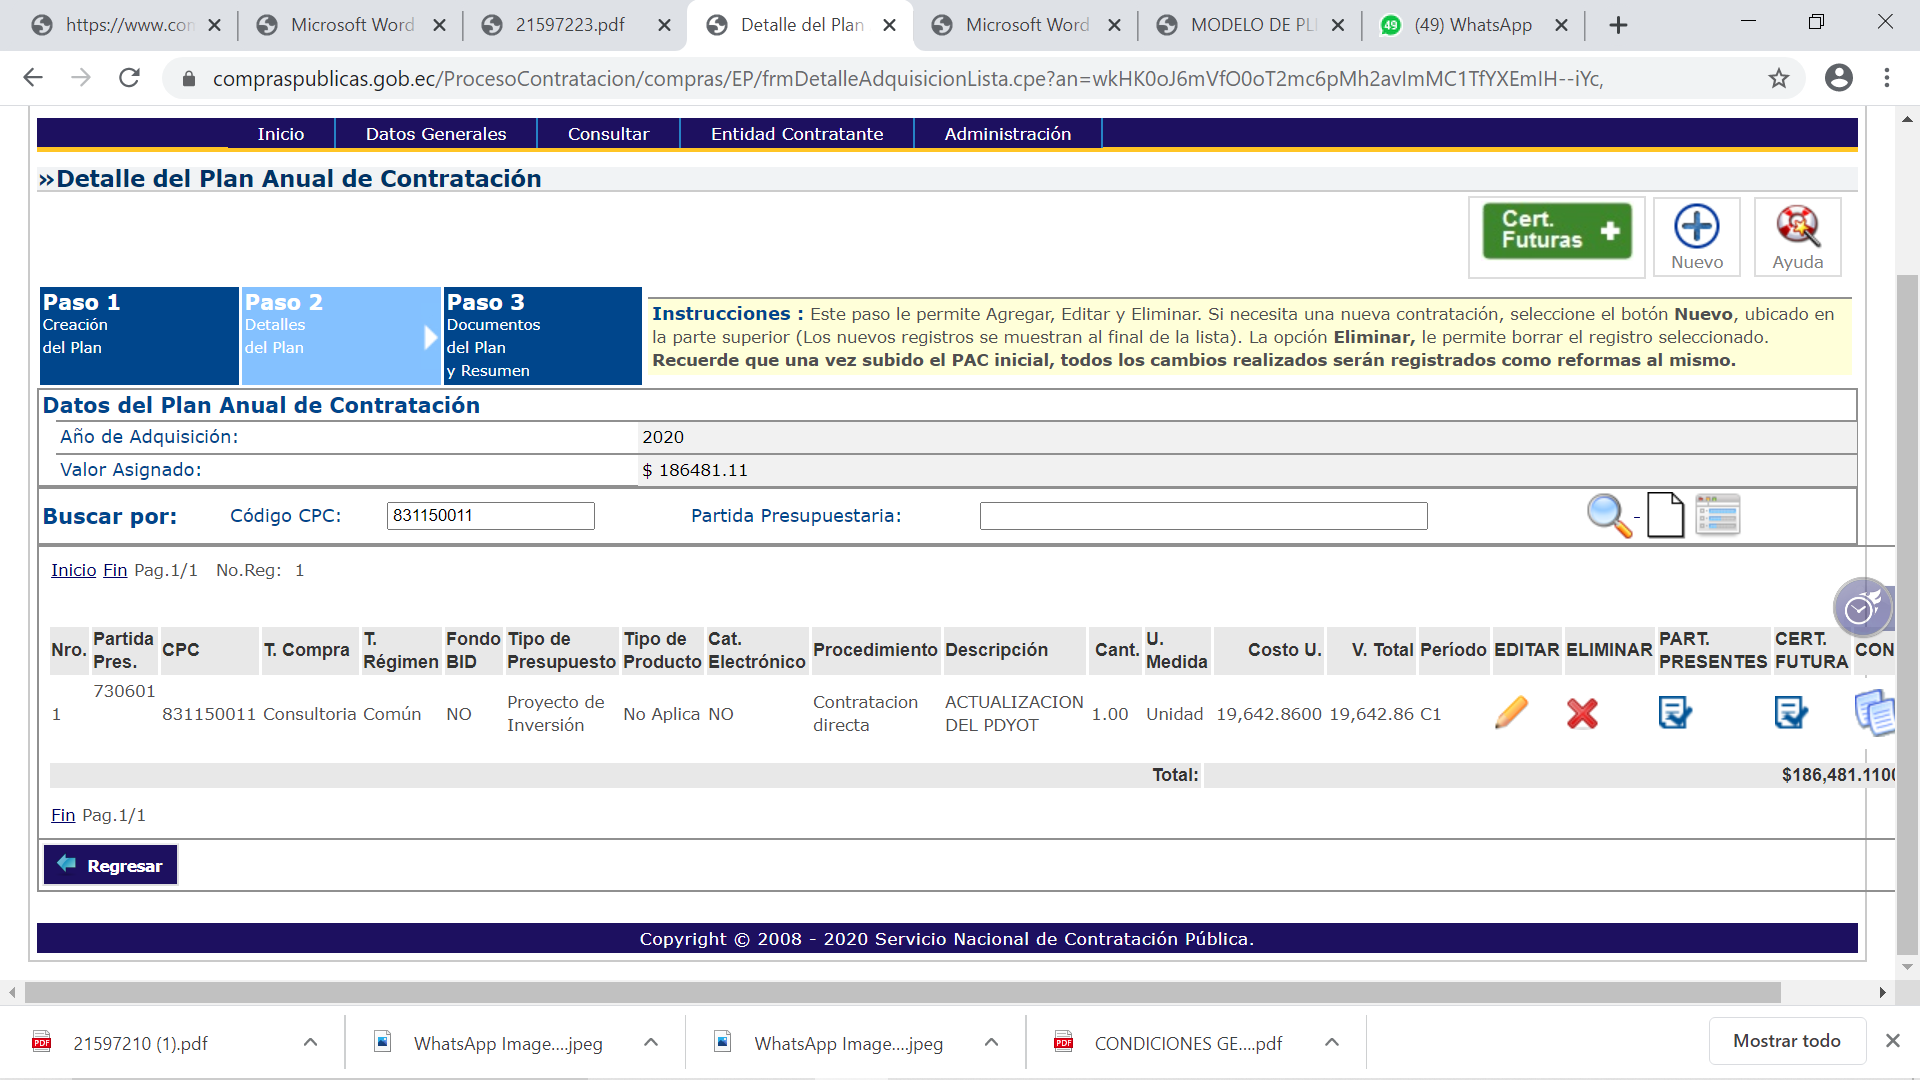 https://www.con
Microsoft Word
21597223.pdf
Detalle del Plan
Microsoft Word
MODELO DE PLI
49
(49) WhatsApp
compraspublicas.gob.ec/ProcesoContratacion/compras/EP/frmDetalleAdquisicionLista.cpe?an=wkHK0oJ6mVfO0oT2mc6pMh2avImMC1TfYXEmIH--iYc,
Inicio
Datos Generales
Consultar
Entidad Contratante
Administración
»Detalle del Plan Anual de Contratación
Cert.
Futuras
Nuevo
Ayuda
Paso 1
Creación
del Plan
Paso 2
Detalles
del Plan
Paso 3
Documentos
del Plan
y Resumen
Instrucciones : Este paso le permite Agregar, Editar y Eliminar. Si necesita una nueva contratación, seleccione el botón Nuevo, ubicado en
la parte superior (Los nuevos registros se muestran al final de la lista). La opción Eliminar, le permite borrar el registro seleccionado.
Recuerde que una vez subido el PAC inicial, todos los cambios realizados serán registrados como reformas al mismo.
Datos del Plan Anual de Contratación
Año de Adquisición: 2020
Valor Asignado: $ 186481.11
Buscar por: Código CPC: 831150011 Partida Presupuestaria: -
Inicio Fin Pag.1/1 No.Reg: 1
Nro. Partida Pres. CPC T. Compra T. Régimen Fondo BID Tipo de Presupuesto Tipo de Producto Cat. Electrónico Procedimiento Descripción Cant. U. Medida Costo U. V. Total Período EDITAR ELIMINAR PART. PRESENTES CERT. FUTURA CON
1 730601 831150011 Consultoria Común NO Proyecto de Inversión No Aplica NO Contratacion directa ACTUALIZACION DEL PDYOT 1.00 Unidad 19,642.8600 19,642.86 C1
Total: $186,481.1100
Fin Pag.1/1
Regresar
Copyright © 2008 - 2020 Servicio Nacional de Contratación Pública.
PDF 21597210 (1).pdf
WhatsApp Image....jpeg
WhatsApp Image....jpeg
PDF CONDICIONES GE....pdf
Mostrar todo